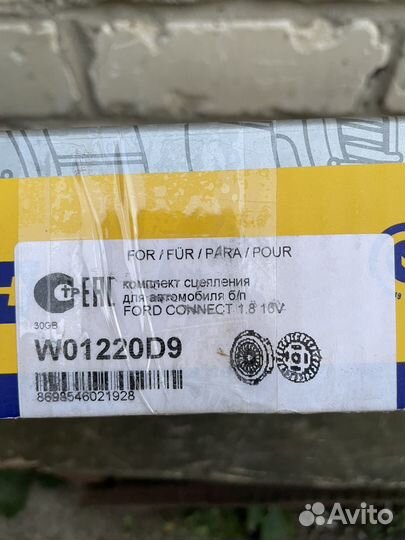 FOR / FÜR / PARA / POUR
комплект сцепления
для автомобиля б/п
FORD CONNECT 1.8 16V
30GB
W01220D9
8698546021928
Avito